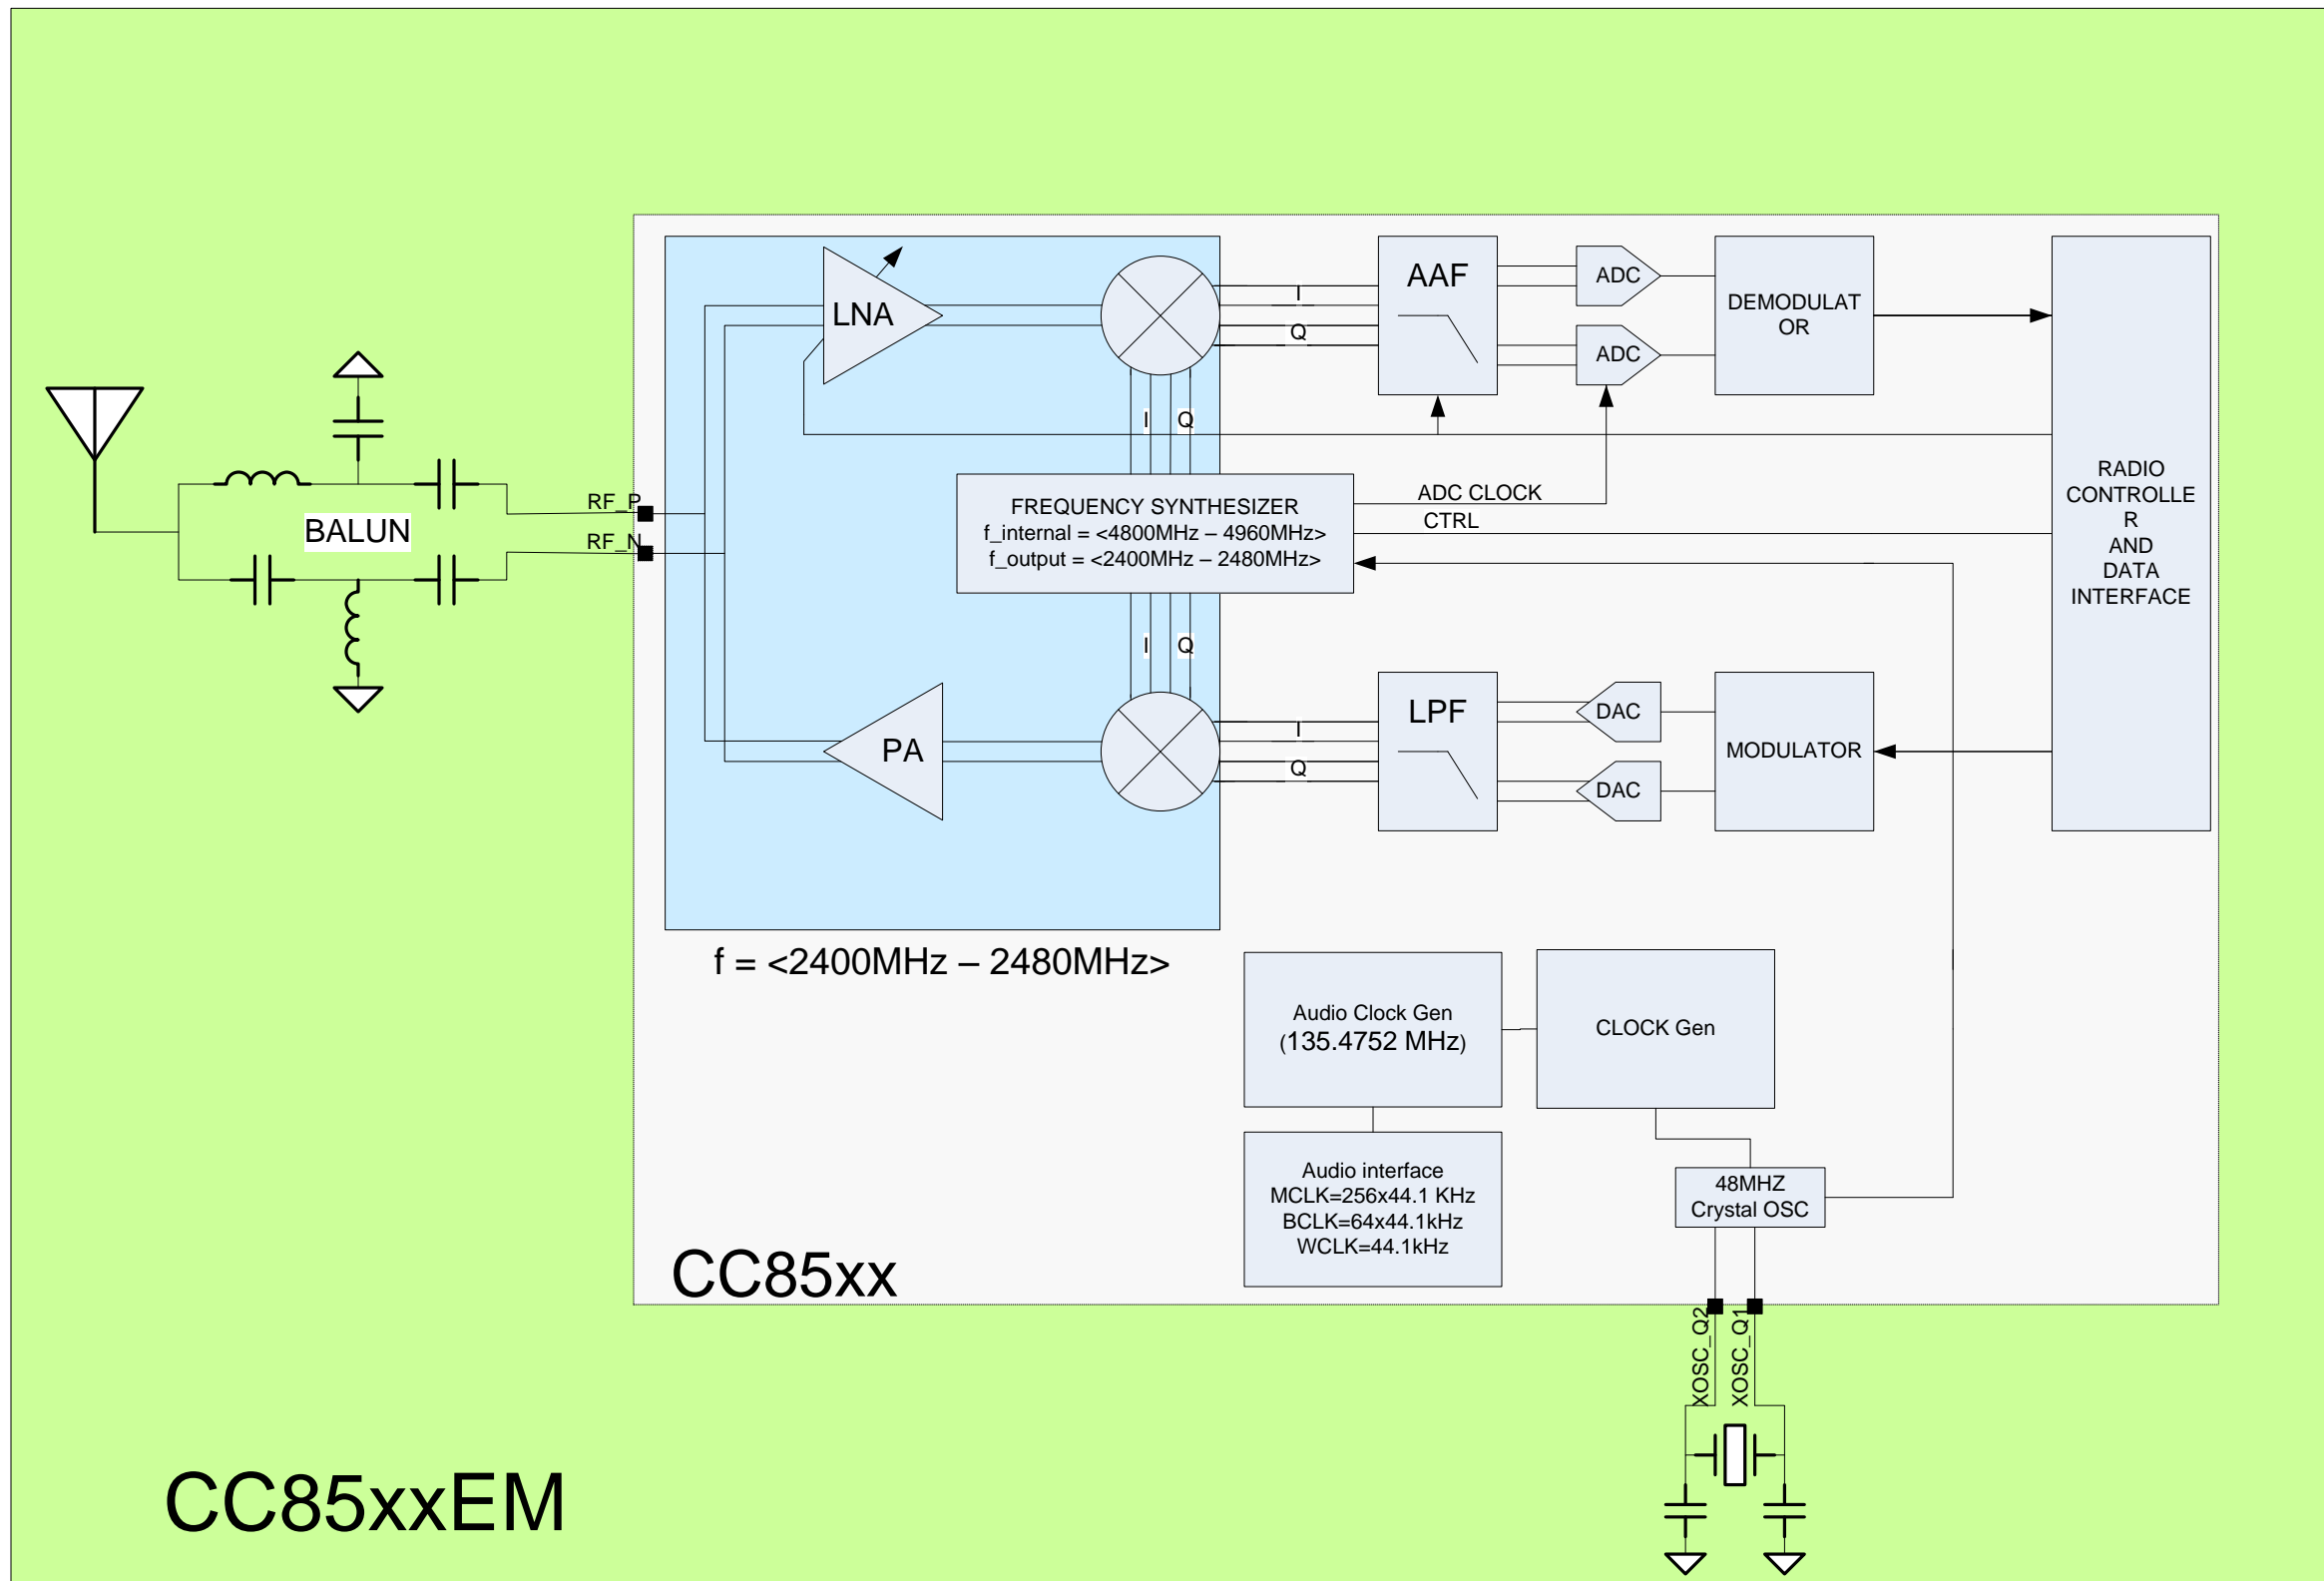 LNA
I
Q
AAF
ADC
ADC
DEMODULAT
OR
I
Q
BALUN
RF_P
RF_N
FREQUENCY SYNTHESIZER
f_internal = <4800MHz – 4960MHz>
f_output = <2400MHz – 2480MHz>
ADC CLOCK
CTRL
RADIO
CONTROLLE
R
AND
DATA
INTERFACE
I
Q
PA
I
Q
LPF
DAC
DAC
MODULATOR
f = <2400MHz – 2480MHz>
Audio Clock Gen
(135.4752 MHz)
CLOCK Gen
Audio interface
MCLK=256x44.1 KHz
BCLK=64x44.1kHz
WCLK=44.1kHz
48MHZ
Crystal OSC
CC85xx
XOSC_Q2
XOSC_Q1
CC85xxEM